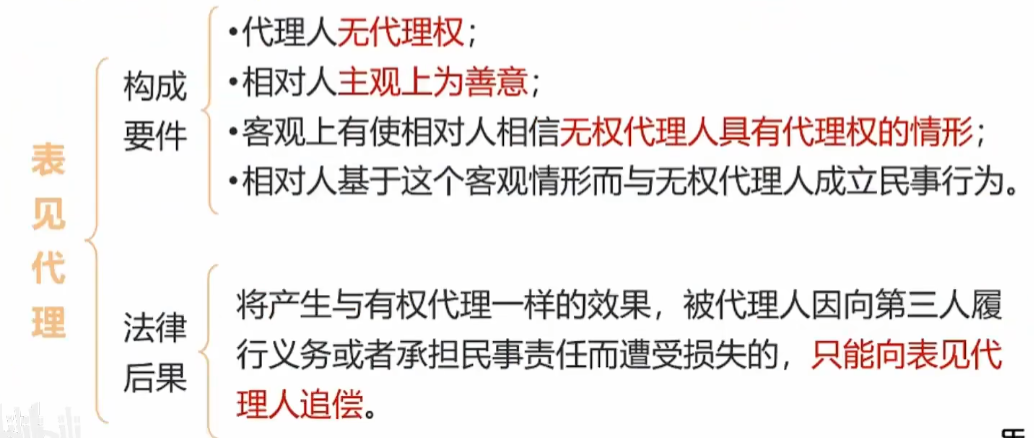 表见代理
构成
要件
•代理人无代理权；
•相对人主观上为善意；
•客观上有使相对人相信无权代理人具有代理权的情形；
•相对人基于这个客观情形而与无权代理人成立民事行为。
法律
后果
将产生与有权代理一样的效果，被代理人因向第三人履
行义务或者承担民事责任而遭受损失的，只能向表见代
理人追偿。